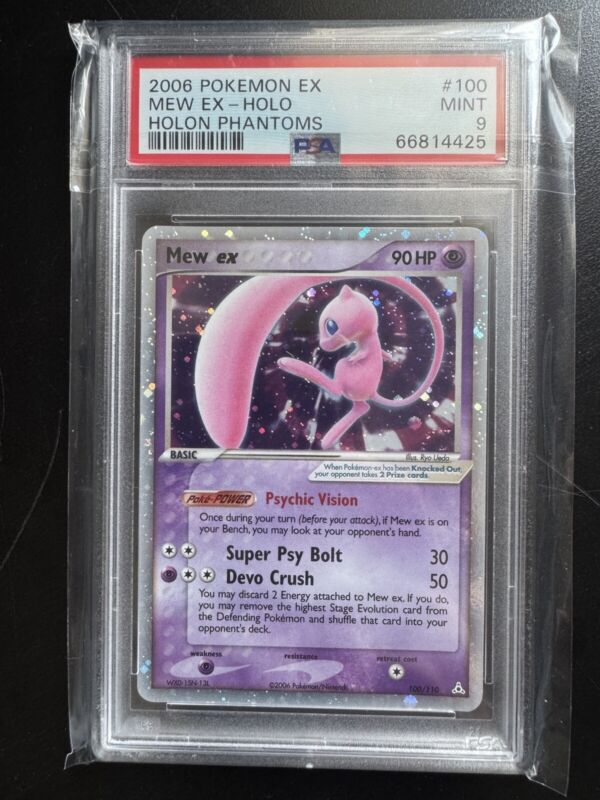 2006 POKEMON EX #100
MEW EX - HOLO MINT
HOLON PHANTOMS 9
PSA 66814425
Mew ex 90 HP
BASIC
Illus. Ryo Ueda
When Pokémon-ex has been Knocked Out,
your opponent takes 2 Prize cards.
Poké-POWER Psychic Vision
Once during your turn (before your attack), if Mew ex is on
your Bench, you may look at your opponent's hand.
Super Psy Bolt 30
Devo Crush 50
You may discard 2 Energy attached to Mew ex. If you do,
you may remove the highest Stage Evolution card from
the Defending Pokémon and shuffle that card into your
opponent's deck.
weakness resistance retreat cost
WX0-15N-13L ©2006 Pokémon/Nintendo 100/110
PSA